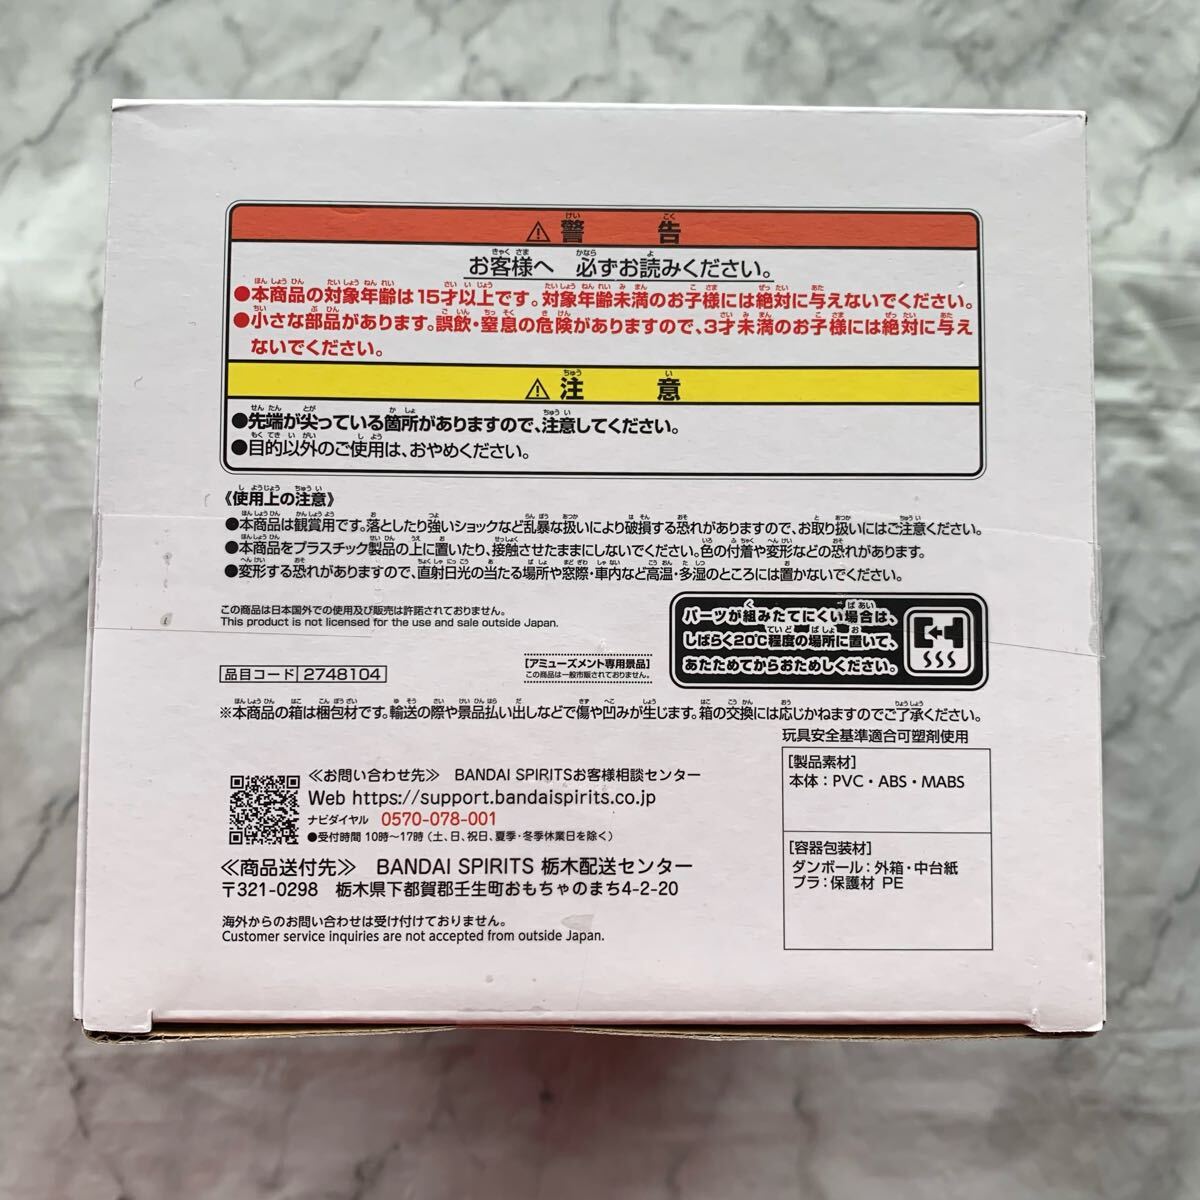 ⚠警告
お客様へ 必ずお読みください。
●本商品の対象年齢は15才以上です。対象年齢未満のお子様には絶対に与えないでください。
●小さな部品があります。誤飲・窒息の危険がありますので、3才未満のお子様には絶対に与え
ないでください。
⚠注意
●先端が尖っている箇所がありますので、注意してください。
●目的以外のご使用は、おやめください。
《使用上の注意》
●本商品は観賞用です。落としたり強いショックなど乱暴な扱いにより破損する恐れがありますので、お取り扱いにはご注意ください。
●本商品をプラスチック製品の上に置いたり、接触させたままにしないでください。色の付着や変形などの恐れがあります。
●変形する恐れがありますので、直射日光の当たる場所や窓際・車内など高温・多湿のところには置かないでください。
この商品は日本国外での使用及び販売は許諾されておりません。
This product is not licensed for the use and sale outside Japan.
パーツが組みたてにくい場合は、
しばらく20℃程度の場所に置いて、
あたためてからおためしください。
品目コード 2748104
[アミューズメント専用景品]
この商品は一般市販されておりません。
※本商品の箱は梱包材です。輸送の際や景品払い出しなどで傷や凹みが生じます。箱の交換には応じかねますのでご了承ください。
玩具安全基準適合可塑剤使用
[製品素材]
本体：PVC・ABS・MABS
[容器包装材]
ダンボール：外箱・中台紙
プラ：保護材 PE
≪お問い合わせ先≫ BANDAI SPIRITSお客様相談センター
Web https://support.bandaispirits.co.jp
ナビダイヤル 0570-078-001
●受付時間 10時～17時（土、日、祝日、夏季・冬季休業日を除く）
≪商品送付先≫ BANDAI SPIRITS 栃木配送センター
〒321-0298 栃木県下都賀郡壬生町おもちゃのまち4-2-20
海外からのお問い合わせは受け付けておりません。
Customer service inquiries are not accepted from outside Japan.